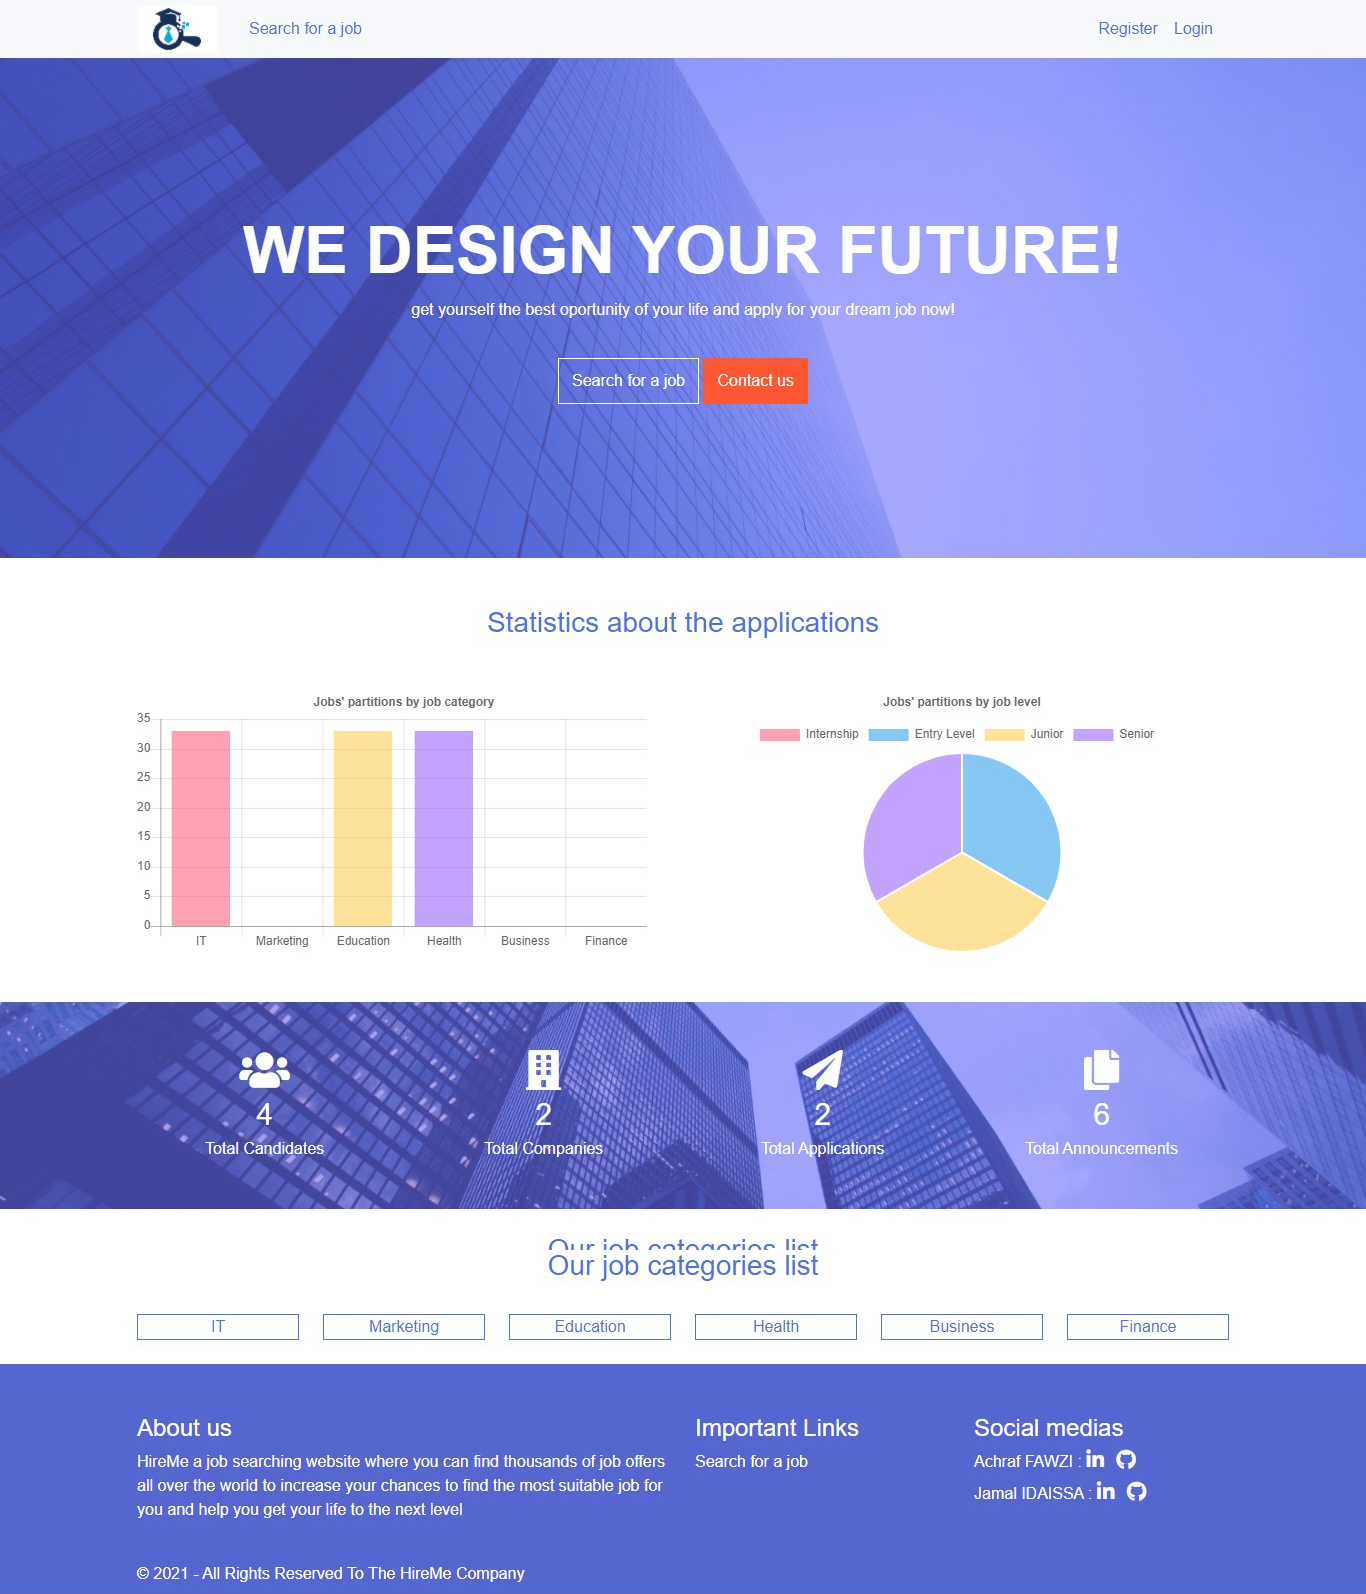 Search for a job
Register Login
WE DESIGN YOUR FUTURE!
get yourself the best oportunity of your life and apply for your dream job now!
Search for a job Contact us
Statistics about the applications
Jobs' partitions by job category
35
30
25
20
15
10
5
0
IT Marketing Education Health Business Finance
Jobs' partitions by job level
Internship Entry Level Junior Senior
4 2 2 6
Total Candidates Total Companies Total Applications Total Announcements
Our job categories list
Our job categories list
IT Marketing Education Health Business Finance
About us
HireMe a job searching website where you can find thousands of job offers
all over the world to increase your chances to find the most suitable job for
you and help you get your life to the next level
Important Links
Search for a job
Social medias
Achraf FAWZI :
Jamal IDAISSA :
© 2021 - All Rights Reserved To The HireMe Company